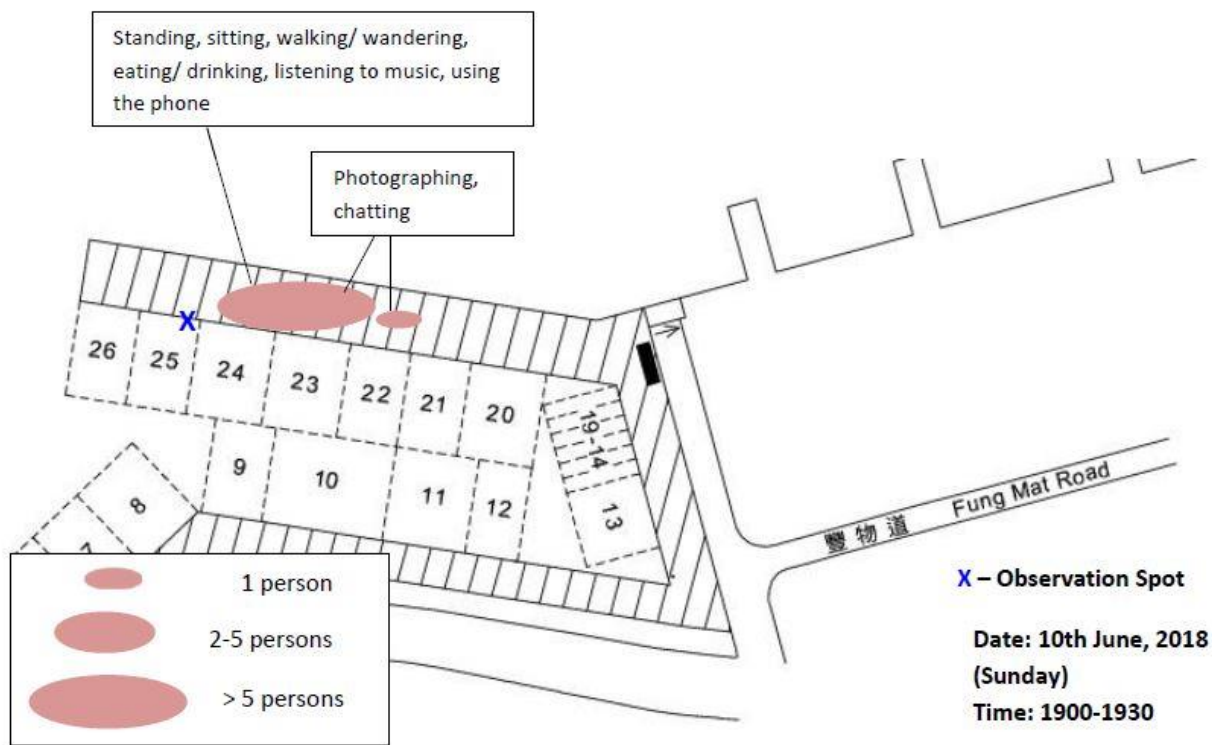 Standing, sitting, walking/ wandering,
eating/ drinking, listening to music, using
the phone
Photographing,
chatting
X
26
25
24
23
22
21
20
19-14
9
10
11
12
13
8
7
豐物道 Fung Mat Road
1 person
2-5 persons
> 5 persons
X – Observation Spot
Date: 10th June, 2018
(Sunday)
Time: 1900-1930